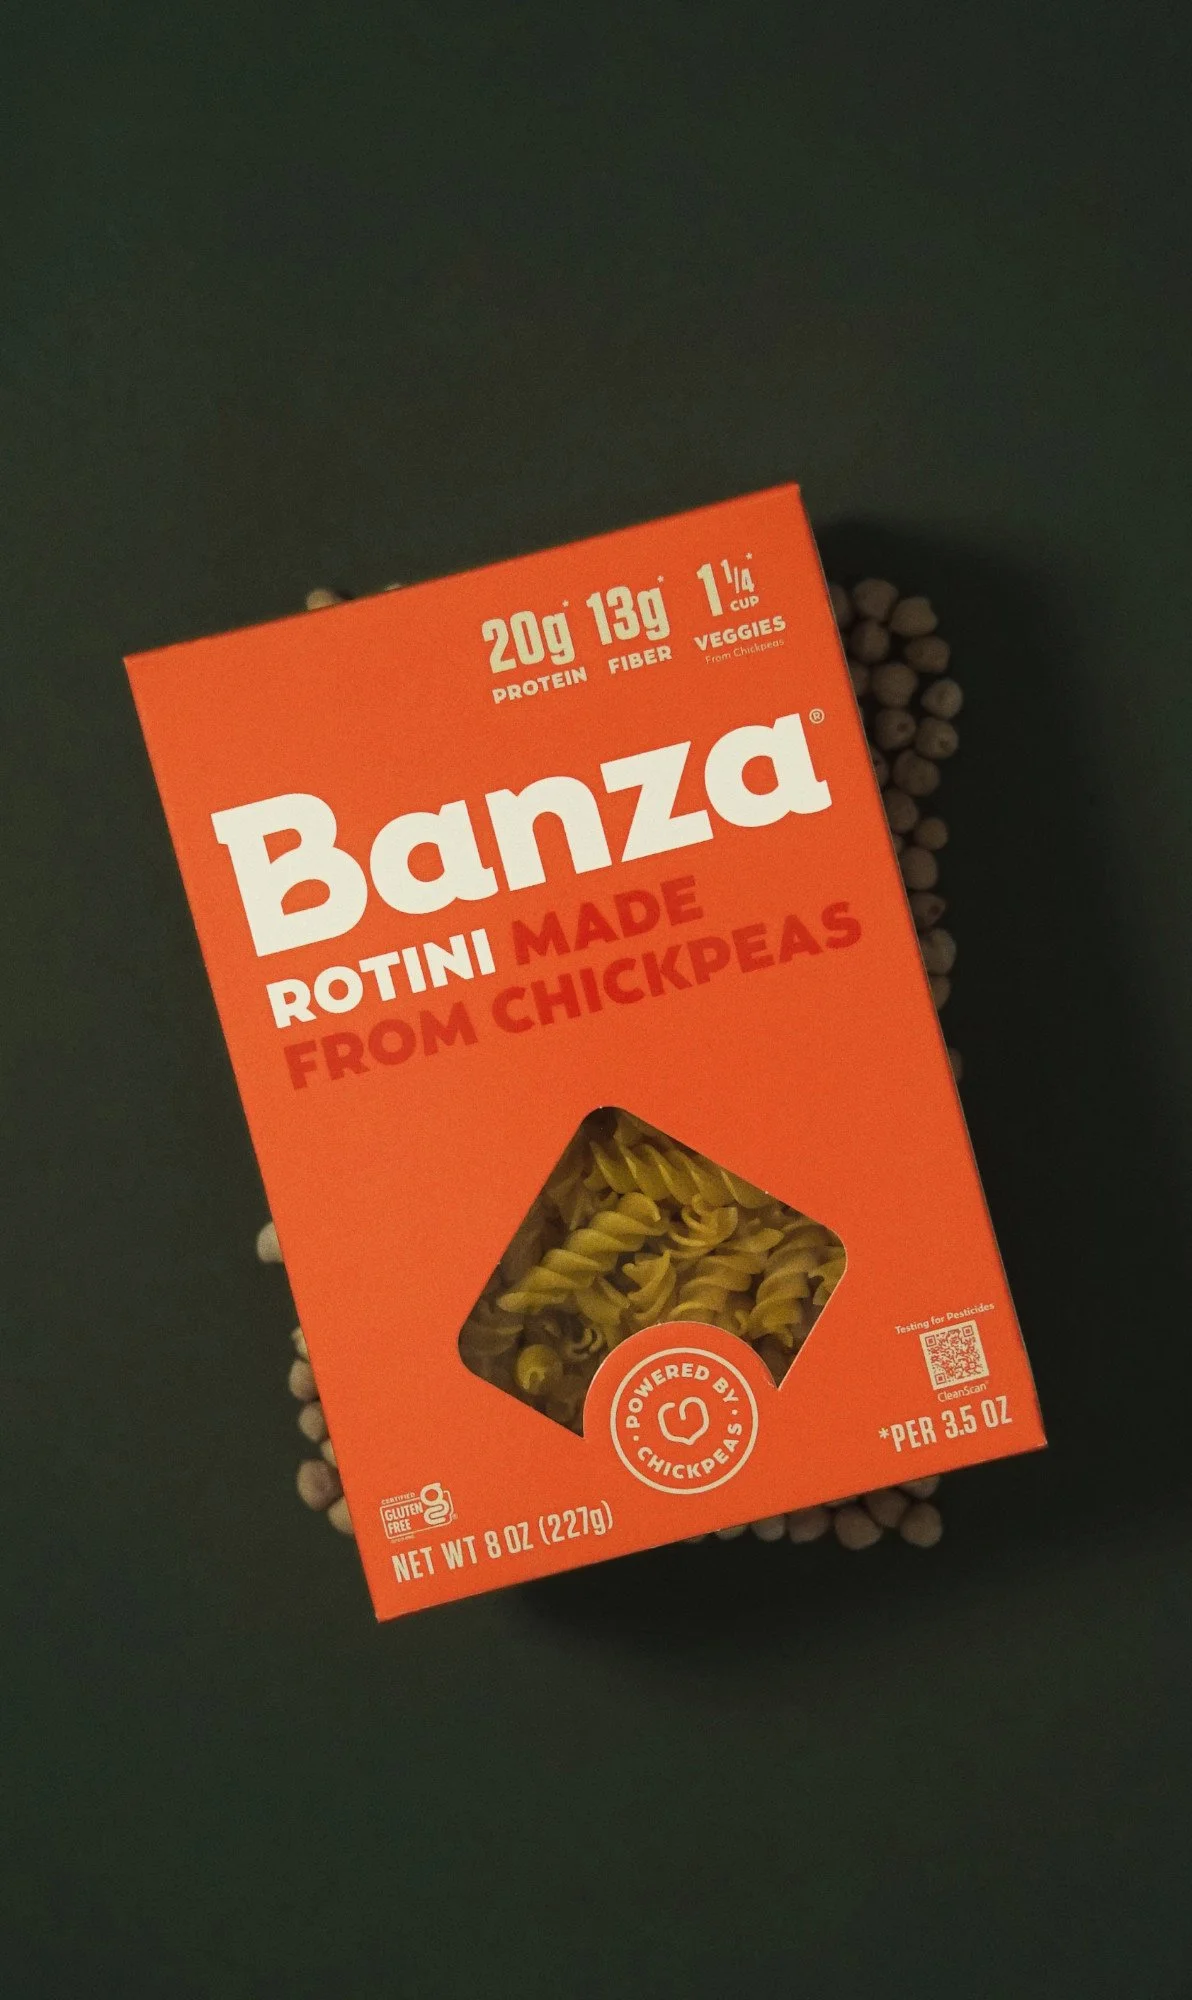 20g* 13g* 1 1/4* CUP
PROTEIN FIBER VEGGIES
From Chickpeas
Banza®
ROTINI MADE
FROM CHICKPEAS
POWERED BY
CHICKPEAS
Testing for Pesticides
CleanScan
*PER 3.5 OZ
CERTIFIED
GLUTEN
FREE
NET WT 8 OZ (227g)